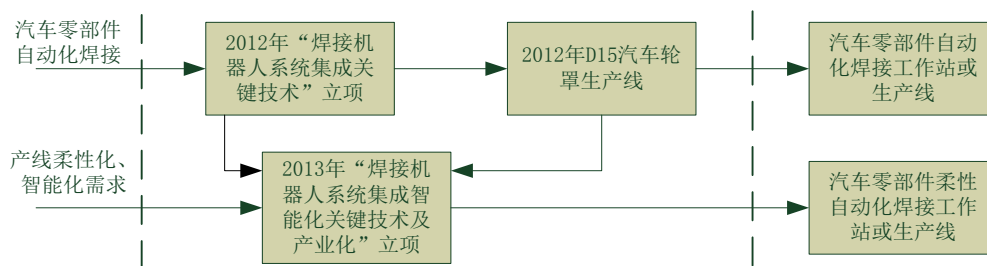 汽车零部件
自动化焊接
2012年“焊接机
器人系统集成关
键技术”立项
2012年D15汽车轮
罩生产线
汽车零部件自动
化焊接工作站或
生产线
产线柔性化、
智能化需求
2013年“焊接机
器人系统集成智
能化关键技术及
产业化”立项
汽车零部件柔性
自动化焊接工作
站或生产线